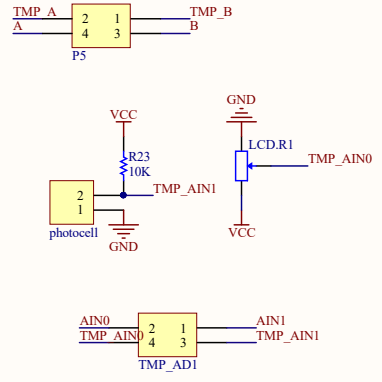 TMP_A 2 1 TMP_B
A 4 3 B
P5
VCC
R23
10K
2 TMP_AIN1
1
photocell
GND
GND
LCD.R1
TMP_AIN0
VCC
AIN0 2 1 AIN1
TMP_AIN0 4 3 TMP_AIN1
TMP_AD1